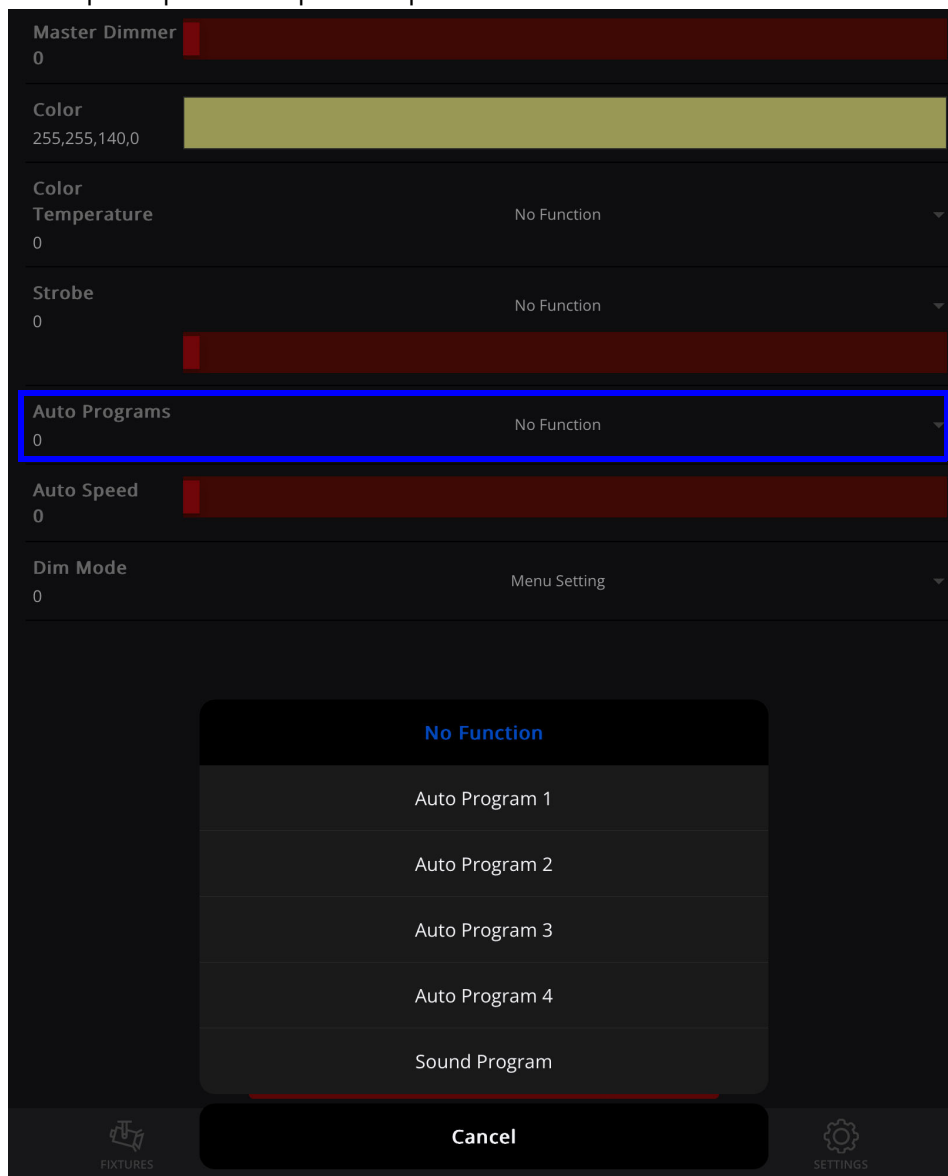 Master Dimmer
0
Color
255,255,140,0
Color
Temperature
0
No Function
Strobe
0
No Function
Auto Programs
0
No Function
Auto Speed
0
Dim Mode
0
Menu Setting
No Function
Auto Program 1
Auto Program 2
Auto Program 3
Auto Program 4
Sound Program
Cancel
FIXTURES
SETTINGS